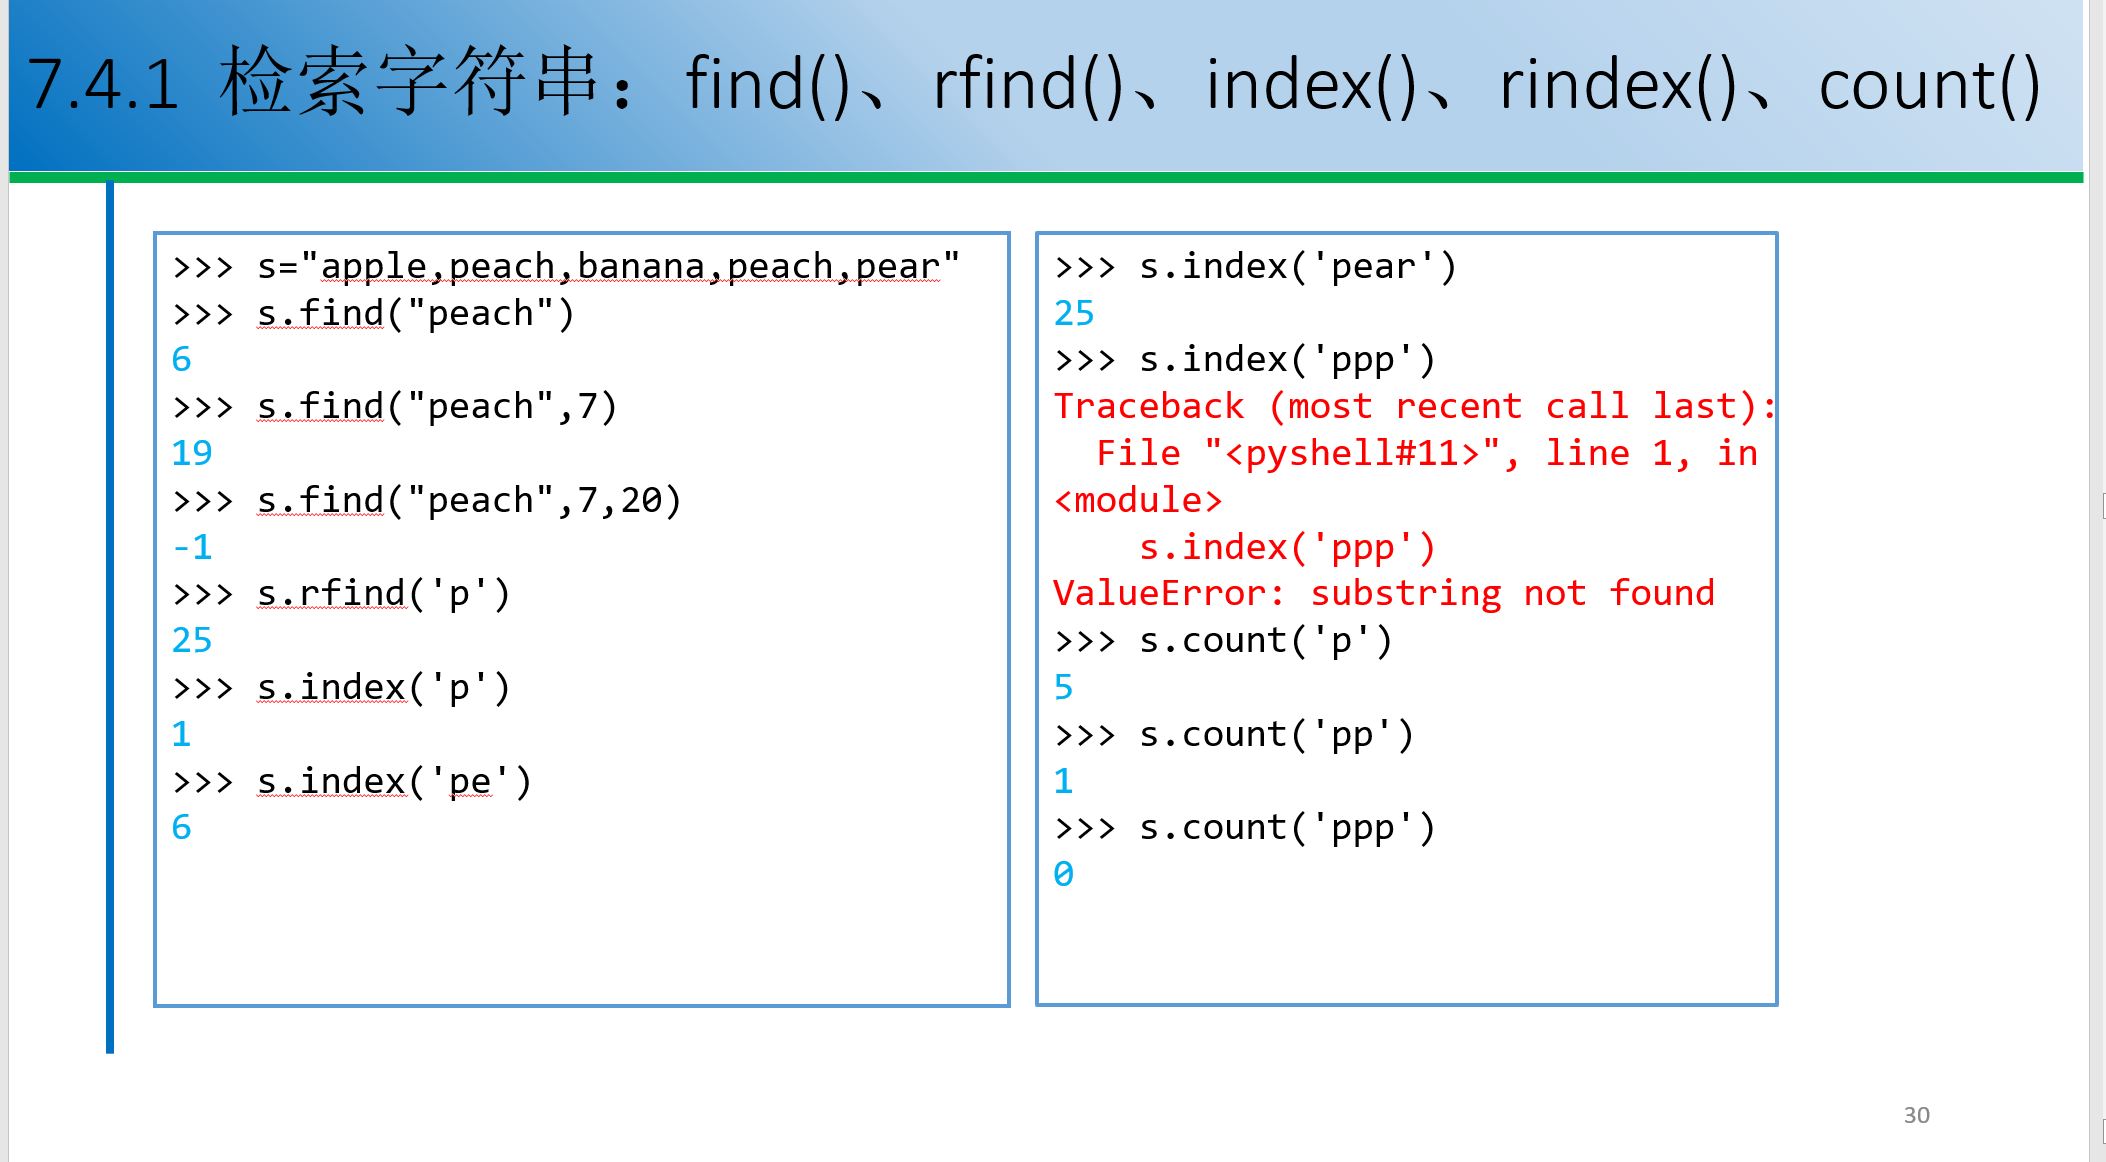 7.4.1 检索字符串：find()、rfind()、index()、rindex()、count()
>>> s="apple,peach,banana,peach,pear"
>>> s.find("peach")
6
>>> s.find("peach",7)
19
>>> s.find("peach",7,20)
-1
>>> s.rfind('p')
25
>>> s.index('p')
1
>>> s.index('pe')
6
>>> s.index('pear')
25
>>> s.index('ppp')
Traceback (most recent call last):
  File "<pyshell#11>", line 1, in
<module>
    s.index('ppp')
ValueError: substring not found
>>> s.count('p')
5
>>> s.count('pp')
1
>>> s.count('ppp')
0
30